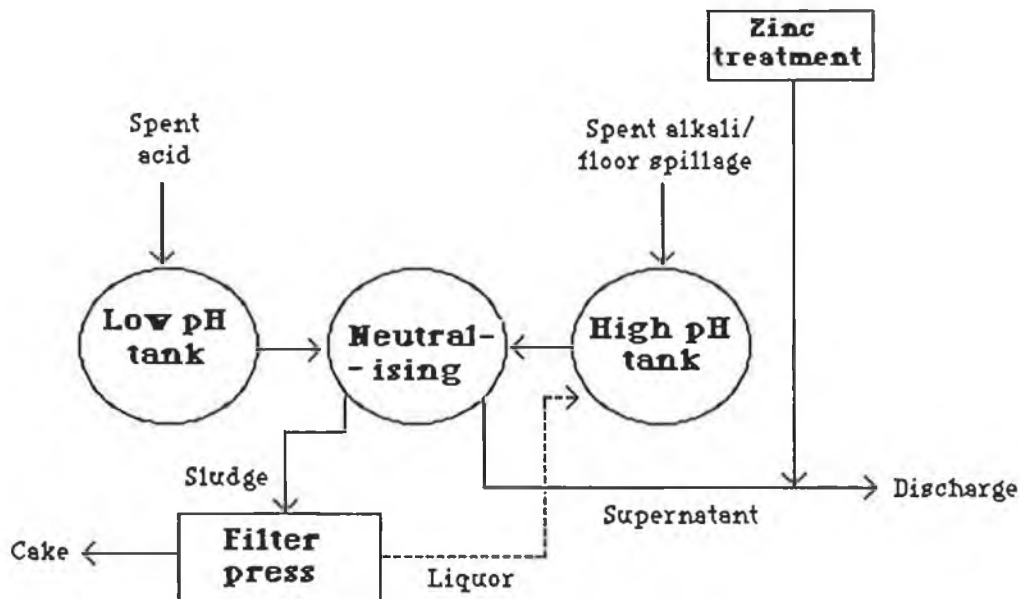 Zinc
treatment
Spent
acid
Spent alkali/
floor spillage
Low pH
tank
Neutral-
-ising
High pH
tank
Sludge
Discharge
Supernatant
Cake
Filter
press
Liquor